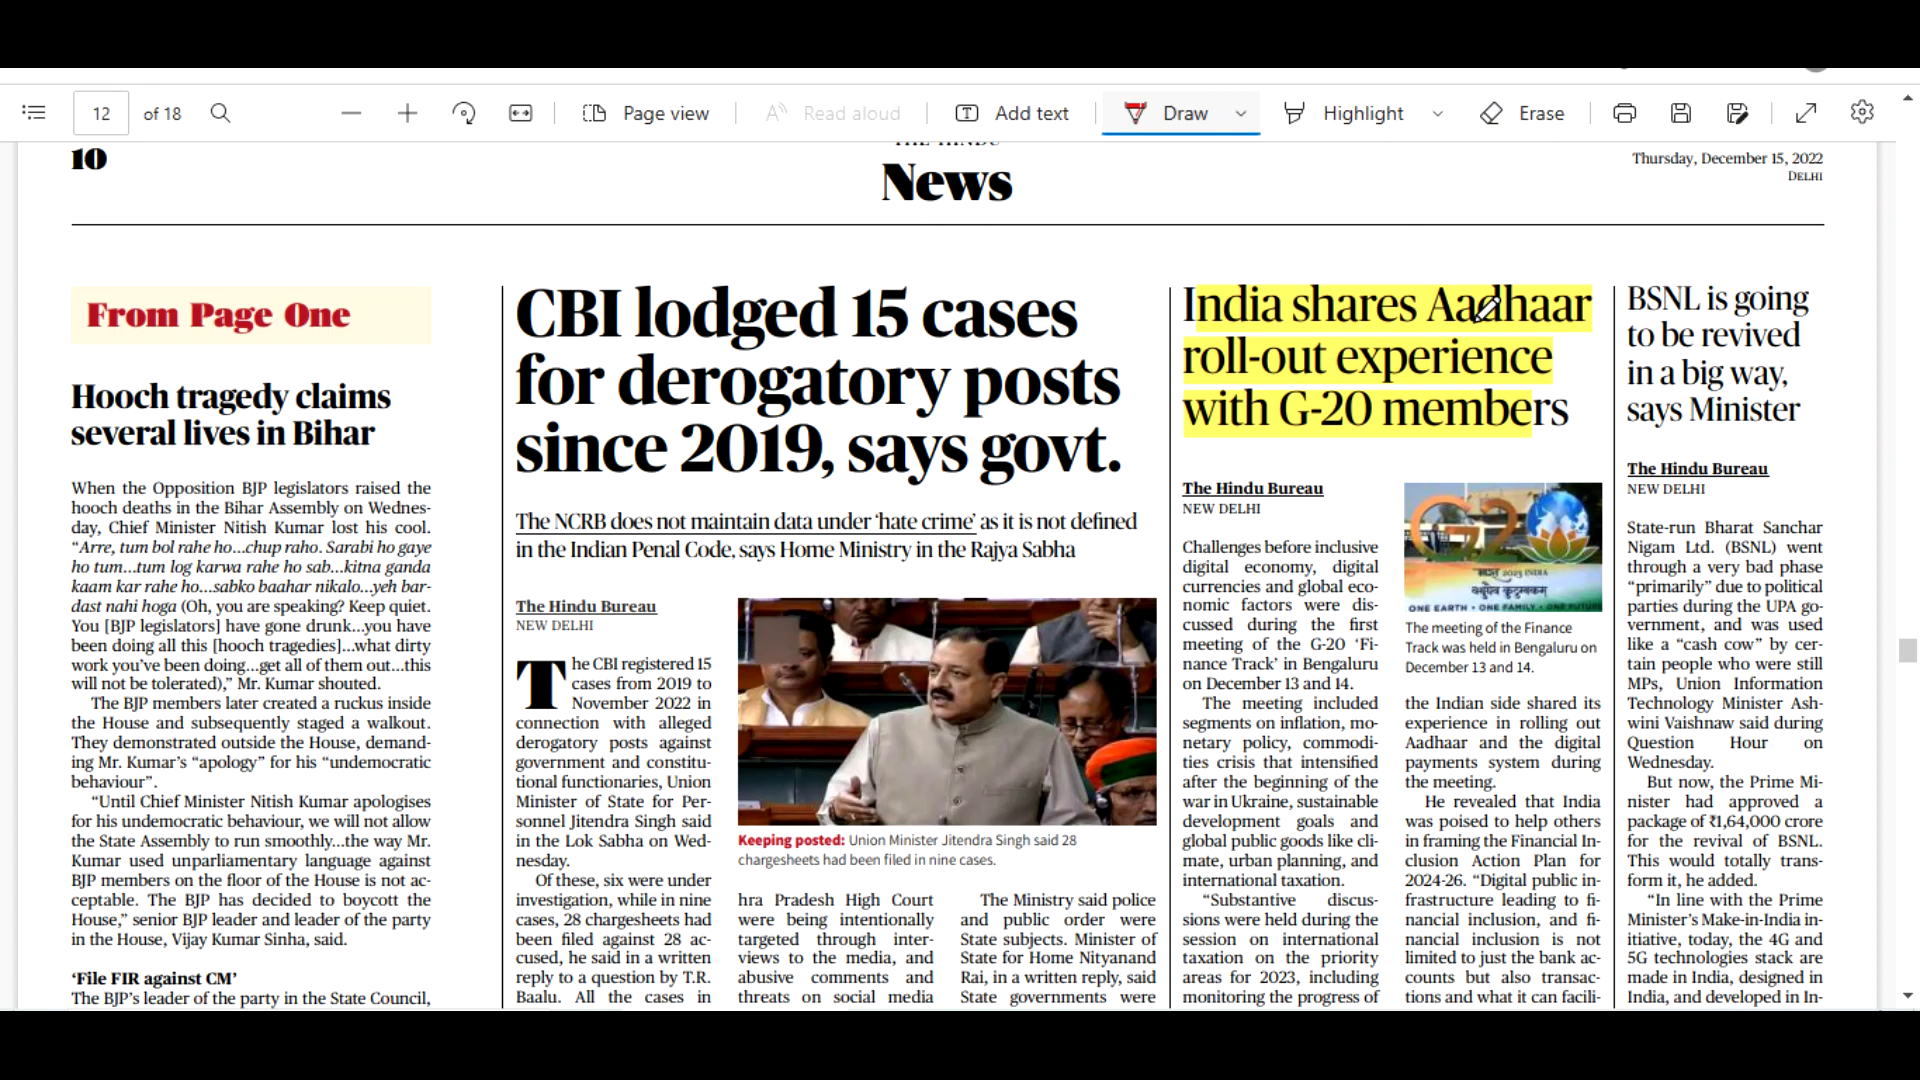 12 of 18 Page view Read aloud Add text Draw Highlight Erase
10
News
Thursday, December 15, 2022
DELHI
From Page One
Hooch tragedy claims
several lives in Bihar
When the Opposition BJP legislators raised the
hooch deaths in the Bihar Assembly on Wednes-
day, Chief Minister Nitish Kumar lost his cool.
“Arre, tum bol rahe ho...chup raho. Sarabi ho gaye
ho tum...tum log karwa rahe ho sab...kitna ganda
kaam kar rahe ho...sabko baahar nikalo...yeh bar-
dast nahi hoga (Oh, you are speaking? Keep quiet.
You [BJP legislators] have gone drunk...you have
been doing all this [hooch tragedies]...what dirty
work you’ve been doing...get all of them out...this
will not be tolerated),” Mr. Kumar shouted.
The BJP members later created a ruckus inside
the House and subsequently staged a walkout.
They demonstrated outside the House, demand-
ing Mr. Kumar’s “apology” for his “undemocratic
behaviour”.
“Until Chief Minister Nitish Kumar apologises
for his undemocratic behaviour, we will not allow
the State Assembly to run smoothly...the way Mr.
Kumar used unparliamentary language against
BJP members on the floor of the House is not ac-
ceptable. The BJP has decided to boycott the
House,” senior BJP leader and leader of the party
in the House, Vijay Kumar Sinha, said.
‘File FIR against CM’
The BJP’s leader of the party in the State Council,
CBI lodged 15 cases
for derogatory posts
since 2019, says govt.
The NCRB does not maintain data under ‘hate crime’ as it is not defined
in the Indian Penal Code, says Home Ministry in the Rajya Sabha
The Hindu Bureau
NEW DELHI
The CBI registered 15
cases from 2019 to
November 2022 in
connection with alleged
derogatory posts against
government and constitu-
tional functionaries, Union
Minister of State for Per-
sonnel Jitendra Singh said
in the Lok Sabha on Wed-
nesday.
Of these, six were under
investigation, while in nine
cases, 28 chargesheets had
been filed against 28 ac-
cused, he said in a written
reply to a question by T.R.
Baalu. All the cases in
Keeping posted: Union Minister Jitendra Singh said 28
chargesheets had been filed in nine cases.
hra Pradesh High Court
were being intentionally
targeted through inter-
views to the media, and
abusive comments and
threats on social media
The Ministry said police
and public order were
State subjects. Minister of
State for Home Nityanand
Rai, in a written reply, said
State governments were
India shares Aadhaar
roll-out experience
with G-20 members
The Hindu Bureau
NEW DELHI
Challenges before inclusive
digital economy, digital
currencies and global eco-
nomic factors were dis-
cussed during the first
meeting of the G-20 ‘Fi-
nance Track’ in Bengaluru
on December 13 and 14.
The meeting included
segments on inflation, mo-
netary policy, commodi-
ties crisis that intensified
after the beginning of the
war in Ukraine, sustainable
development goals and
global public goods like cli-
mate, urban planning, and
international taxation.
“Substantive discus-
sions were held during the
session on international
taxation on the priority
areas for 2023, including
monitoring the progress of
G2
भारत 2023 INDIA
वसुधैव कुटुम्बकम्
ONE EARTH • ONE FAMILY • ONE FUTURE
The meeting of the Finance
Track was held in Bengaluru on
December 13 and 14.
the Indian side shared its
experience in rolling out
Aadhaar and the digital
payments system during
the meeting.
He revealed that India
was poised to help others
in framing the Financial In-
clusion Action Plan for
2024-26. “Digital public in-
frastructure leading to fi-
nancial inclusion, and fi-
nancial inclusion is not
limited to just the bank ac-
counts but also transac-
tions and what it can facili-
BSNL is going
to be revived
in a big way,
says Minister
The Hindu Bureau
NEW DELHI
State-run Bharat Sanchar
Nigam Ltd. (BSNL) went
through a very bad phase
“primarily” due to political
parties during the UPA go-
vernment, and was used
like a “cash cow” by cer-
tain people who were still
MPs, Union Information
Technology Minister Ash-
wini Vaishnaw said during
Question Hour on
Wednesday.
But now, the Prime Mi-
nister had approved a
package of ₹1,64,000 crore
for the revival of BSNL.
This would totally trans-
form it, he added.
“In line with the Prime
Minister’s Make-in-India in-
itiative, today, the 4G and
5G technologies stack are
made in India, designed in
India, and developed in In-